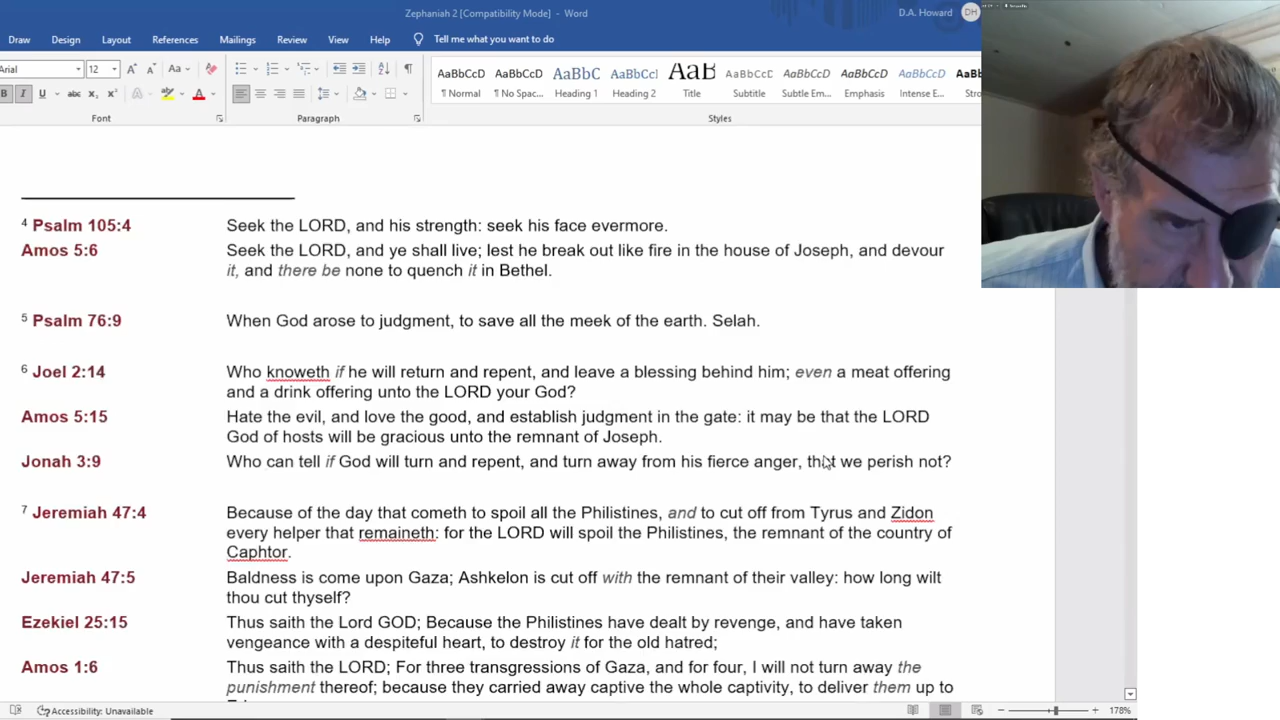 Zephaniah 2 [Compatibility Mode] - Word
D.A. Howard
DH
Draw Design Layout References Mailings Review View Help Tell me what you want to do
Arial 12 A A Aa
B I U abc x₂ x² A A
Font Paragraph Styles
AaBbCcD AaBbCcD AaBbC AaBbCcI AaB AaBbCcD AaBbCcD AaBbCcD AaBbCcD AaBb
¶ Normal ¶ No Spac... Heading 1 Heading 2 Title Subtitle Subtle Em... Emphasis Intense E... Stro
4 Psalm 105:4 Seek the LORD, and his strength: seek his face evermore.
Amos 5:6 Seek the LORD, and ye shall live; lest he break out like fire in the house of Joseph, and devour
it, and there be none to quench it in Bethel.
5 Psalm 76:9 When God arose to judgment, to save all the meek of the earth. Selah.
6 Joel 2:14 Who knoweth if he will return and repent, and leave a blessing behind him; even a meat offering
and a drink offering unto the LORD your God?
Amos 5:15 Hate the evil, and love the good, and establish judgment in the gate: it may be that the LORD
God of hosts will be gracious unto the remnant of Joseph.
Jonah 3:9 Who can tell if God will turn and repent, and turn away from his fierce anger, that we perish not?
7 Jeremiah 47:4 Because of the day that cometh to spoil all the Philistines, and to cut off from Tyrus and Zidon
every helper that remaineth: for the LORD will spoil the Philistines, the remnant of the country of
Caphtor.
Jeremiah 47:5 Baldness is come upon Gaza; Ashkelon is cut off with the remnant of their valley: how long wilt
thou cut thyself?
Ezekiel 25:15 Thus saith the Lord GOD; Because the Philistines have dealt by revenge, and have taken
vengeance with a despiteful heart, to destroy it for the old hatred;
Amos 1:6 Thus saith the LORD; For three transgressions of Gaza, and for four, I will not turn away the
punishment thereof; because they carried away captive the whole captivity, to deliver them up to
Accessibility: Unavailable
178%